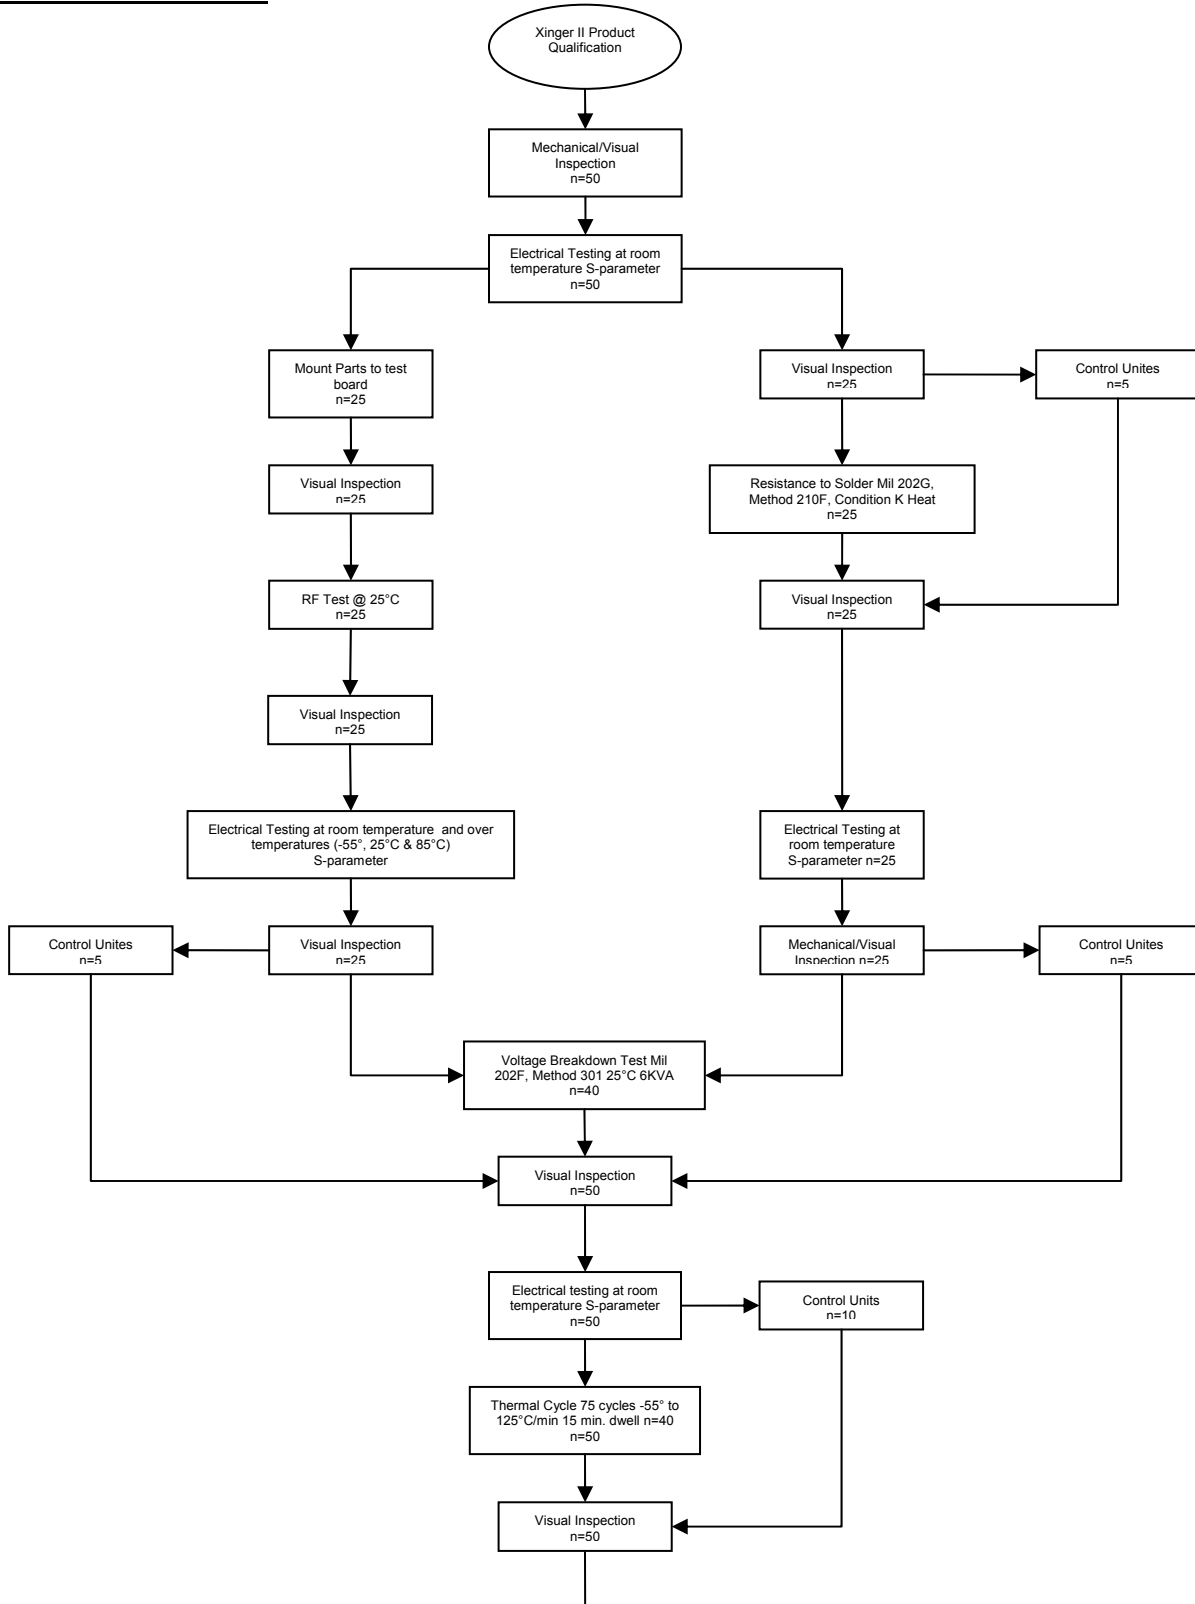 Xinger II Product
Qualification
Mechanical/Visual
Inspection
n=50
Electrical Testing at room
temperature S-parameter
n=50
Mount Parts to test
board
n=25
Visual Inspection
n=25
Control Unites
n=5
Visual Inspection
n=25
Resistance to Solder Mil 202G,
Method 210F, Condition K Heat
n=25
RF Test @ 25°C
n=25
Visual Inspection
n=25
Visual Inspection
n=25
Electrical Testing at room temperature  and over
temperatures (-55°, 25°C & 85°C)
S-parameter
Electrical Testing at
room temperature
S-parameter n=25
Control Unites
n=5
Visual Inspection
n=25
Mechanical/Visual
Inspection n=25
Control Unites
n=5
Voltage Breakdown Test Mil
202F, Method 301 25°C 6KVA
n=40
Visual Inspection
n=50
Electrical testing at room
temperature S-parameter
n=50
Control Units
n=10
Thermal Cycle 75 cycles -55° to
125°C/min 15 min. dwell n=40
n=50
Visual Inspection
n=50